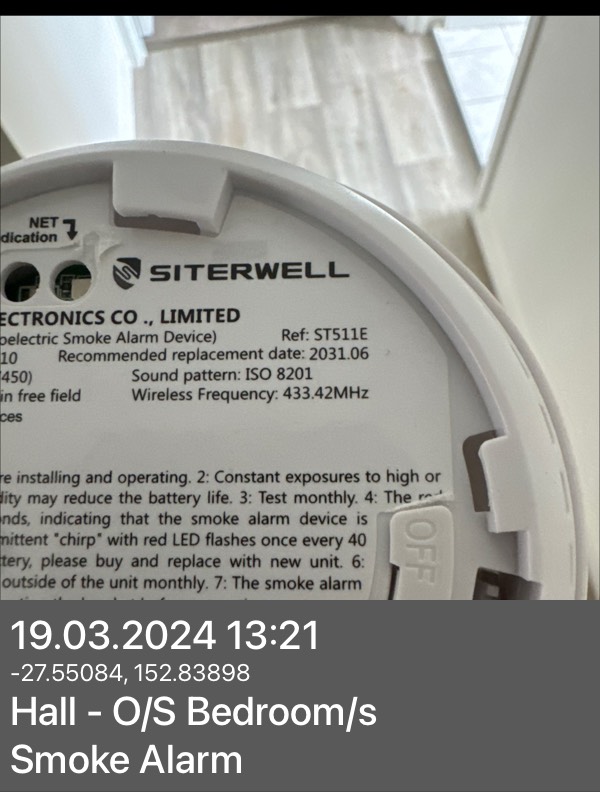 NET
dication
SITERWELL
ECTRONICS CO ., LIMITED
oelectric Smoke Alarm Device) Ref: ST511E
10 Recommended replacement date: 2031.06
450) Sound pattern: ISO 8201
in free field Wireless Frequency: 433.42MHz
ces
re installing and operating. 2: Constant exposures to high or
dity may reduce the battery life. 3: Test monthly. 4: The red
nds, indicating that the smoke alarm device is
mittent "chirp" with red LED flashes once every 40
ttery, please buy and replace with new unit. 6:
outside of the unit monthly. 7: The smoke alarm
OFF
19.03.2024 13:21
-27.55084, 152.83898
Hall - O/S Bedroom/s
Smoke Alarm